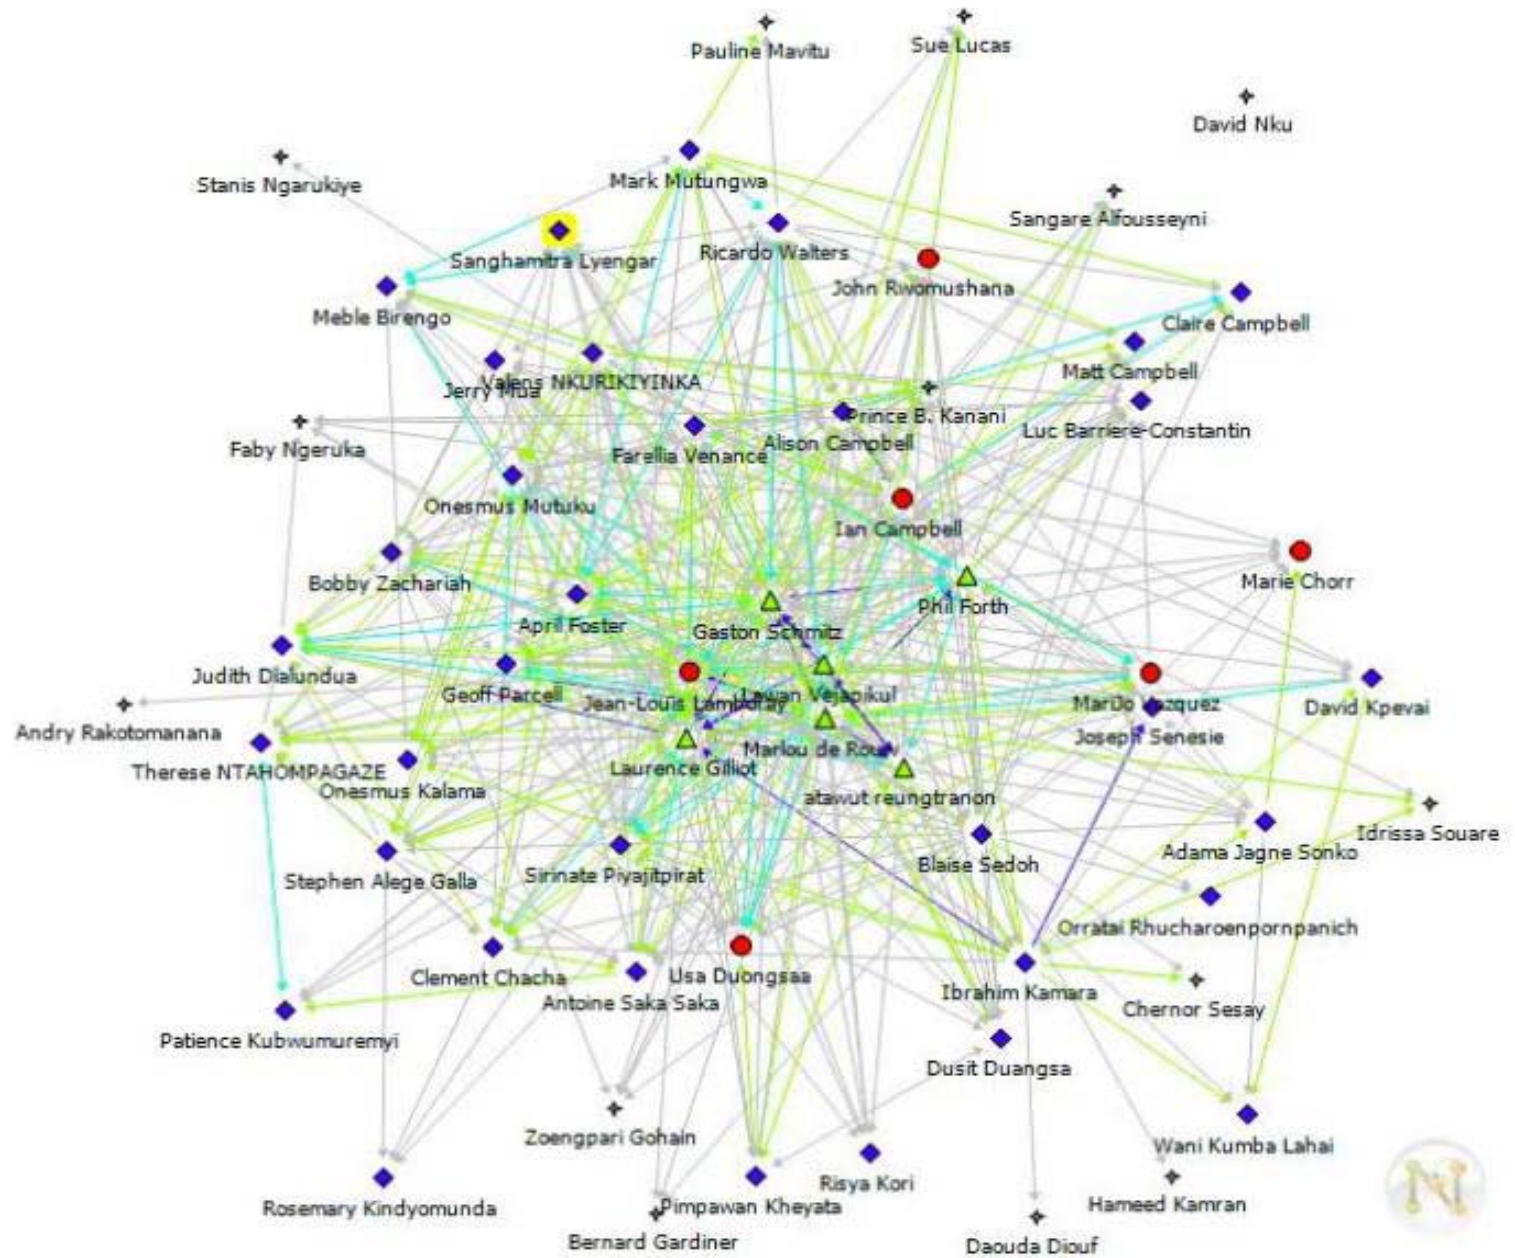 Pauline Mavitu
Sue Lucas
David Nku
Stanis Ngarukiye
Mark Mutungwa
Sangare Alfousseyni
Sanghamitra Lyengar
Ricardo Walters
John Rwomushana
Meble Birengo
Claire Campbell
Matt Campbell
Jerry Mua
Valens NKURIKIYINKA
Prince B. Kanani
Luc Barriere-Constantin
Faby Ngeruka
Farellia Venance
Alison Campbell
Onesmus Mutuku
Ian Campbell
Bobby Zachariah
Marie Chorr
April Foster
Gaston Schmitz
Phil Forth
Judith Dialundua
Geoff Parcell
Jean-Louis Lamboray
Lawan Vejapikul
Vazquez
David Kpevai
Andry Rakotomanana
Joseph Senesie
Therese NTAHOMPAGAZE
Laurence Gilliot
Marlou de Rouw
Onesmus Kalama
atawut reungtranon
Idrissa Souare
Stephen Alege Galla
Sirinate Piyajitpirat
Blaise Sedoh
Adama Jagne Sonko
Orratai Rhucharoenpornpanich
Clement Chacha
Usa Duongsaa
Antoine Saka Saka
Ibrahim Kamara
Chernor Sesay
Patience Kubwumuremyi
Dusit Duangsa
Zoengpari Gohain
Wani Kumba Lahai
Risya Kori
Rosemary Kindyomunda
Pimpawan Kheyata
Hameed Kamran
Bernard Gardiner
Daouda Diouf